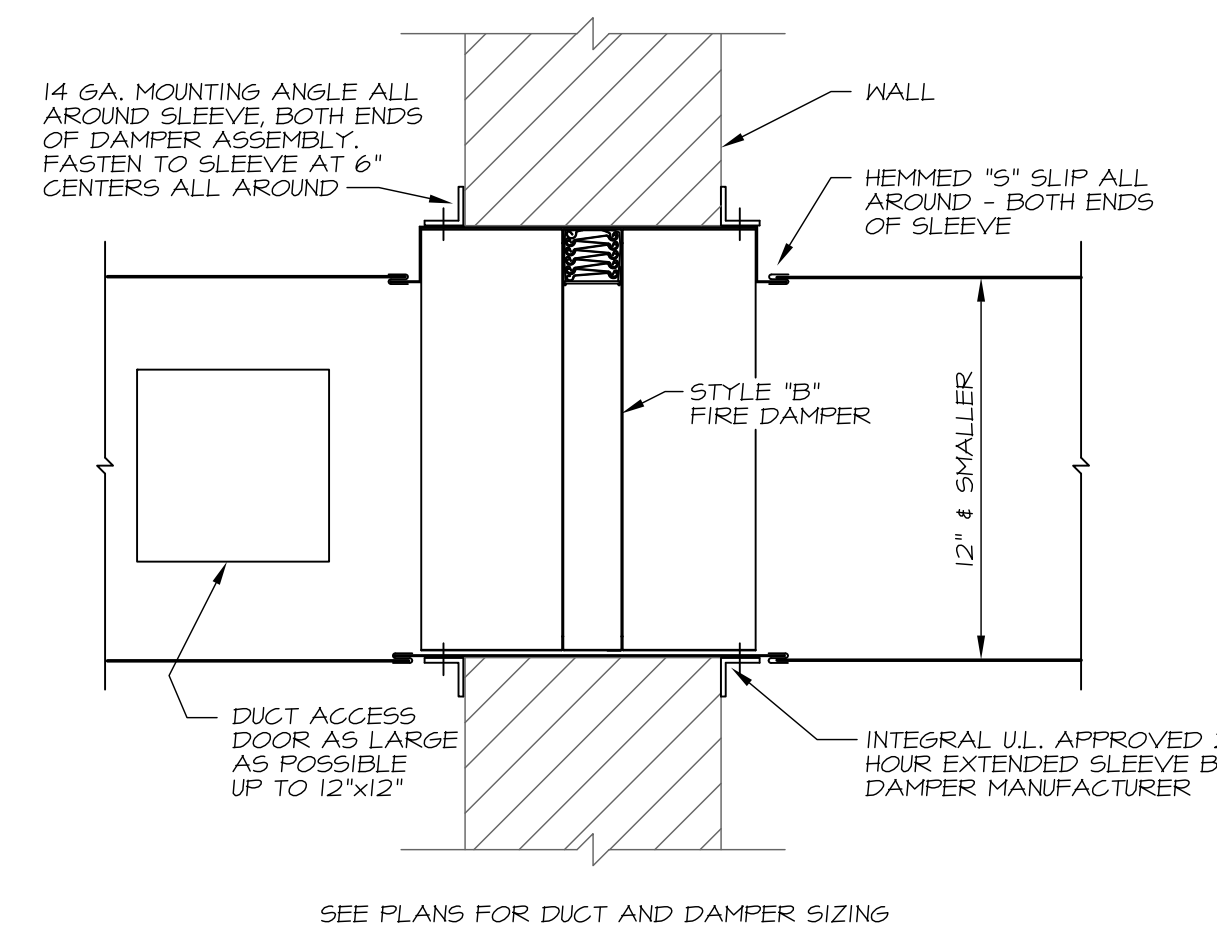 14 GA. MOUNTING ANGLE ALL
AROUND SLEEVE, BOTH ENDS
OF DAMPER ASSEMBLY.
FASTEN TO SLEEVE AT 6"
CENTERS ALL AROUND
WALL
HEMMED "S" SLIP ALL
AROUND - BOTH ENDS
OF SLEEVE
STYLE "B"
FIRE DAMPER
12" & SMALLER
DUCT ACCESS
DOOR AS LARGE
AS POSSIBLE
UP TO 12"x12"
INTEGRAL U.L. APPROVED
HOUR EXTENDED SLEEVE
DAMPER MANUFACTURER
SEE PLANS FOR DUCT AND DAMPER SIZING